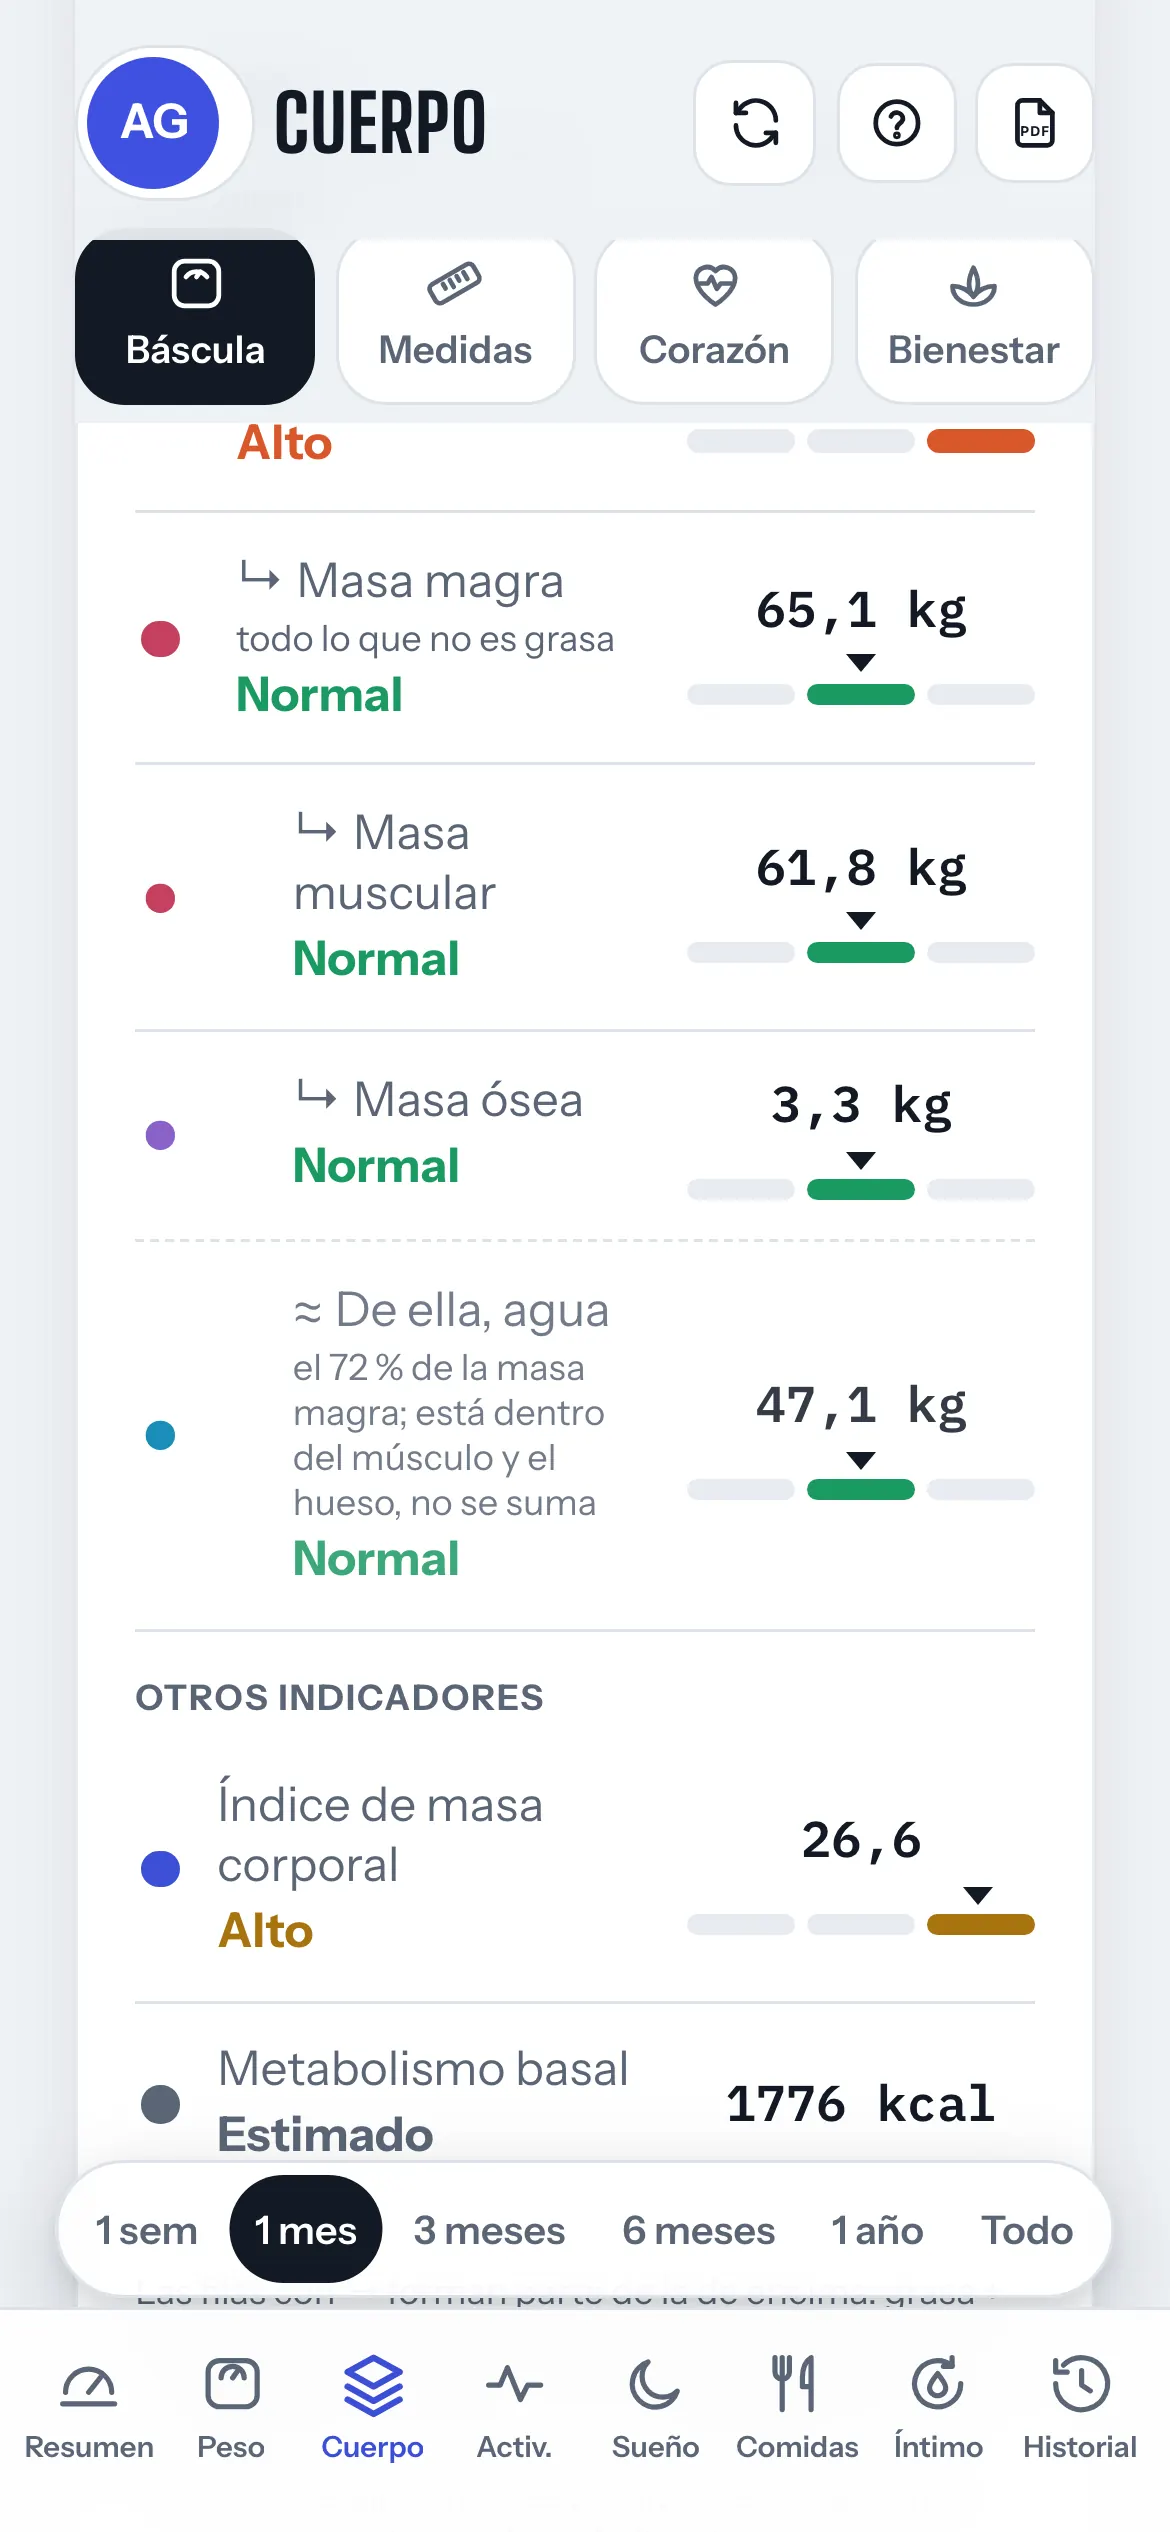 AG
CUERPO
PDF
Báscula
Medidas
Corazón
Bienestar
Alto
↳ Masa magra
todo lo que no es grasa
Normal
65,1 kg
↳ Masa
muscular
Normal
61,8 kg
↳ Masa ósea
Normal
3,3 kg
≈ De ella, agua
el 72 % de la masa
magra; está dentro
del músculo y el
hueso, no se suma
Normal
47,1 kg
OTROS INDICADORES
Índice de masa
corporal
Alto
26,6
Metabolismo basal
Estimado
1776 kcal
1 sem
1 mes
3 meses
6 meses
1 año
Todo
Resumen
Peso
Cuerpo
Activ.
Sueño
Comidas
Íntimo
Historial